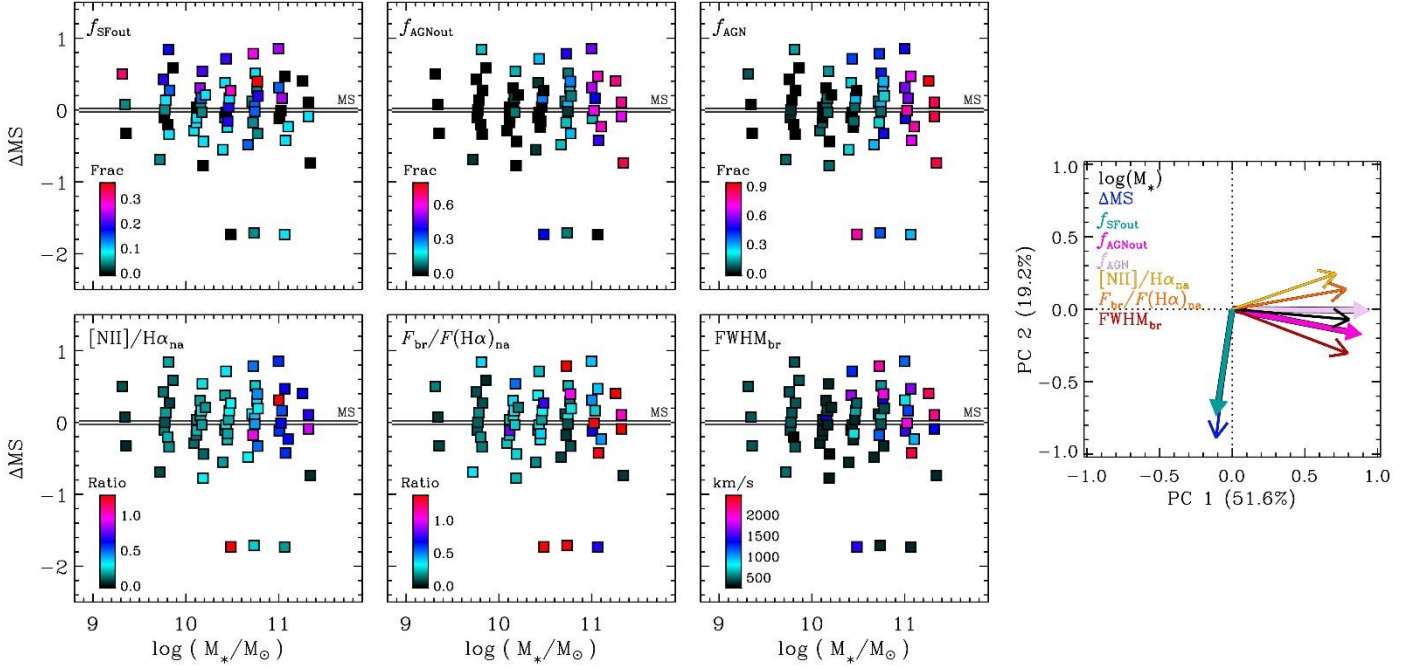 f_SFout
MS
Frac
0.3
0.2
0.1
0.0
f_AGNout
MS
Frac
0.6
0.3
0.0
f_AGN
MS
Frac
0.9
0.6
0.3
0.0
1
0
−1
−2
ΔMS
[NII]/Hα_na
MS
Ratio
1.0
0.5
0.0
F_br/F(Hα)_na
MS
Ratio
1.0
0.5
0.0
FWHM_br
MS
km/s
2000
1500
1000
500
1
0
−1
−2
ΔMS
9 10 11
log(M_*/M_⊙)
9 10 11
log(M_*/M_⊙)
9 10 11
log(M_*/M_⊙)
log(M_*)
ΔMS
f_SFout
f_AGNout
f_AGN
[NII]/Hα_na
F_br/F(Hα)_na
FWHM_br
1.0
0.5
0.0
−0.5
−1.0
PC 2 (19.2%)
−1.0 −0.5 0.0 0.5 1.0
PC 1 (51.6%)